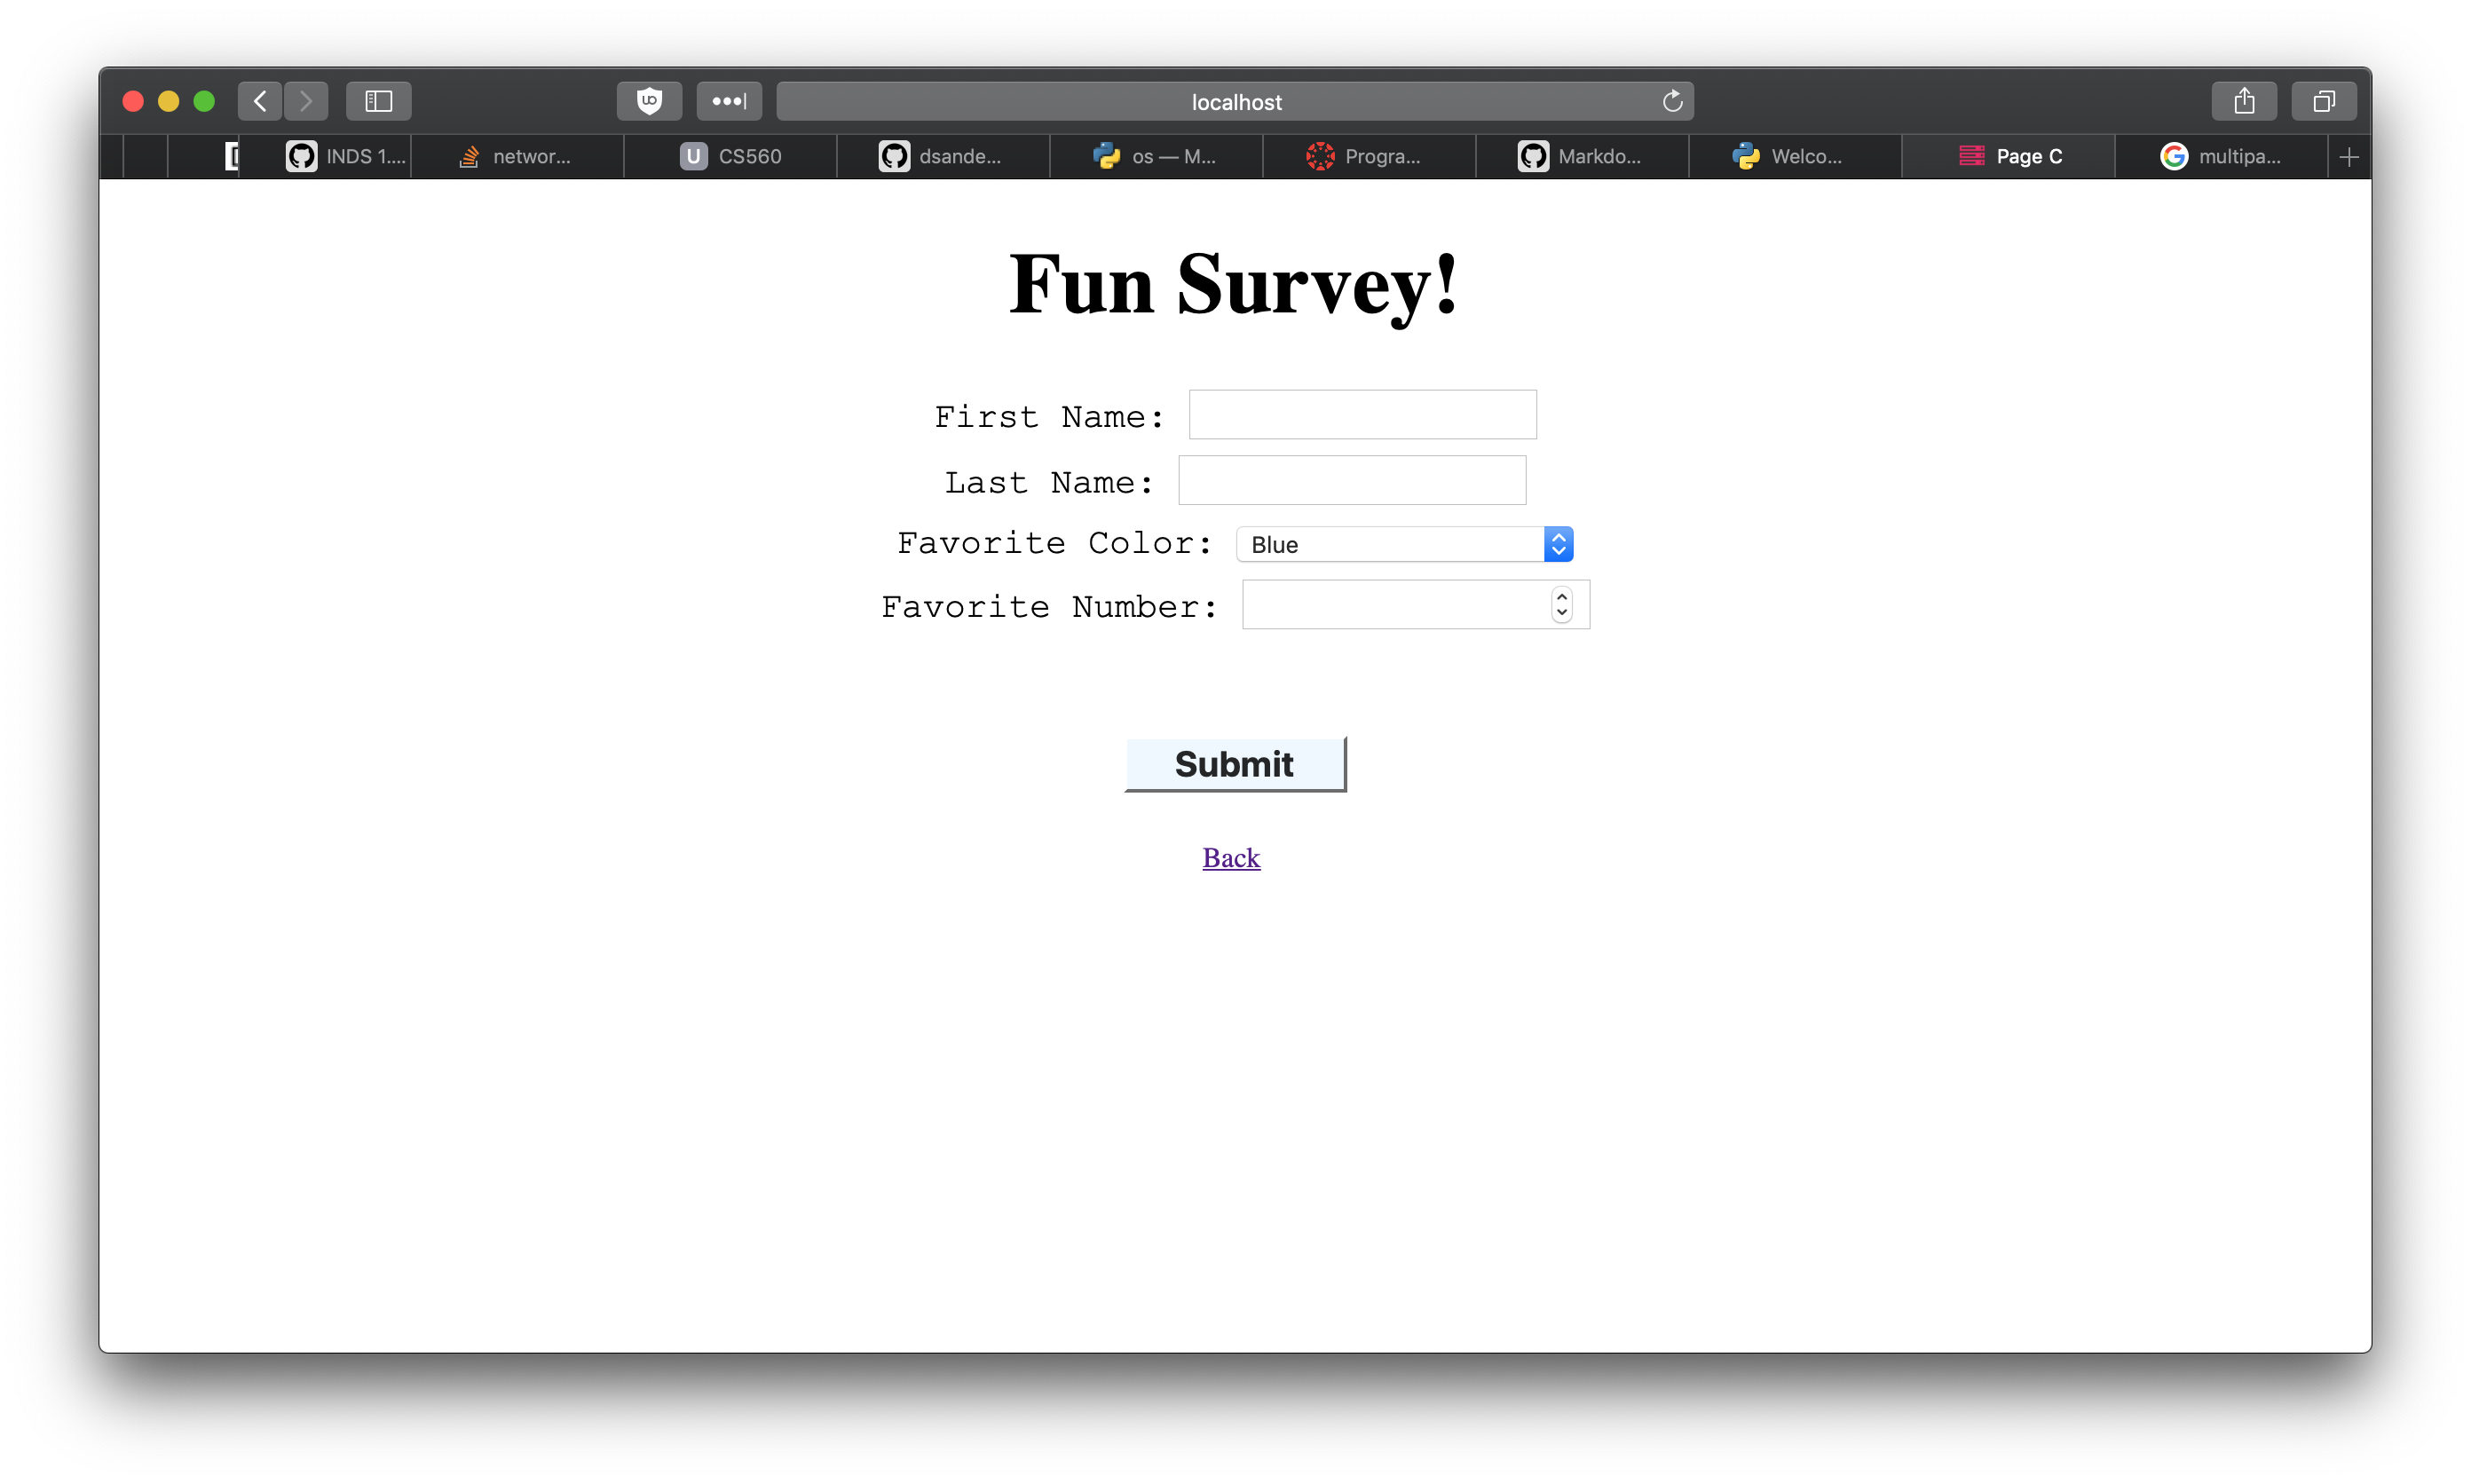 localhost
INDS 1.... networ... CS560 dsande... os — M... Progra... Markdo... Welco... Page C multipa...
Fun Survey!
First Name:
Last Name:
Favorite Color: Blue
Favorite Number:
Submit
Back